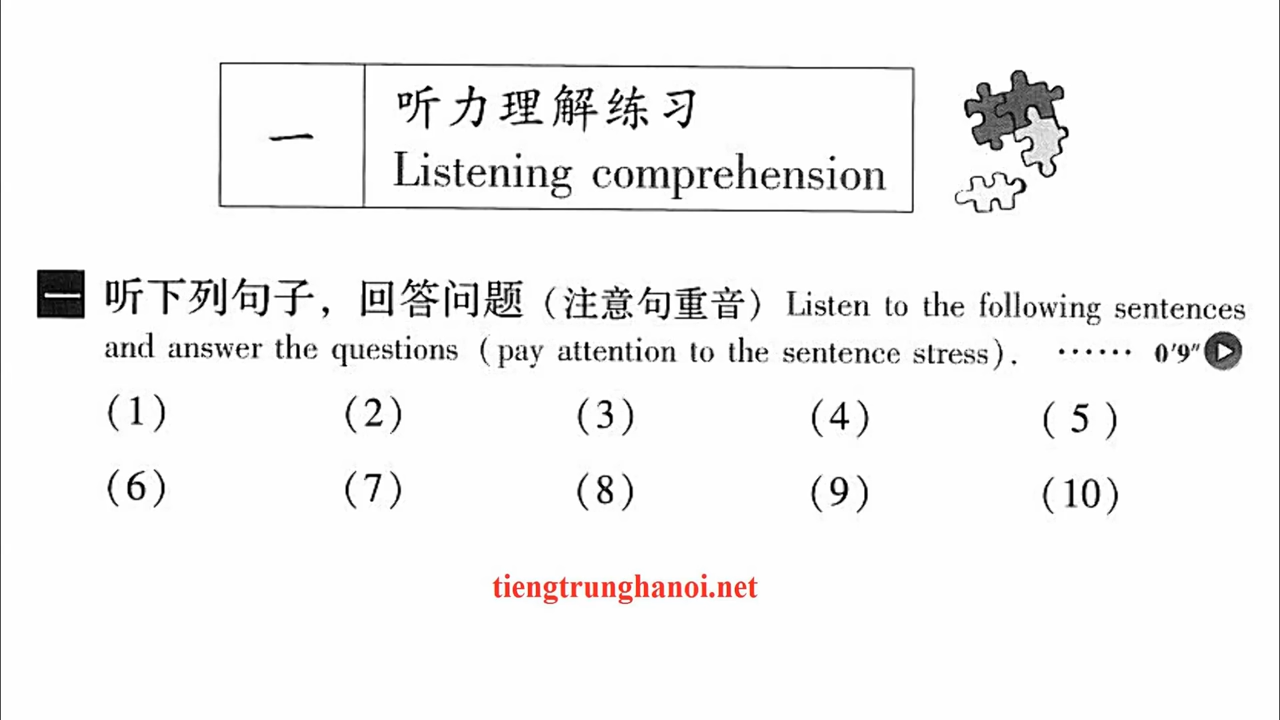 一
听力理解练习
Listening comprehension
一 听下列句子，回答问题（注意句重音）Listen to the following sentences
and answer the questions (pay attention to the sentence stress). ······ 0′9″
(1) (2) (3) (4) (5)
(6) (7) (8) (9) (10)
tiengtrunghanoi.net